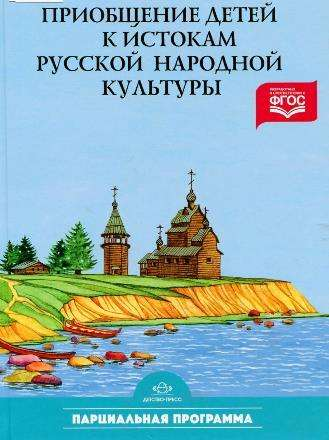 ПРИОБЩЕНИЕ ДЕТЕЙ
К ИСТОКАМ
РУССКОЙ НАРОДНОЙ
КУЛЬТУРЫ
ФГОС
ДЕТСТВО-ПРЕСС
ПАРЦИАЛЬНАЯ ПРОГРАММА